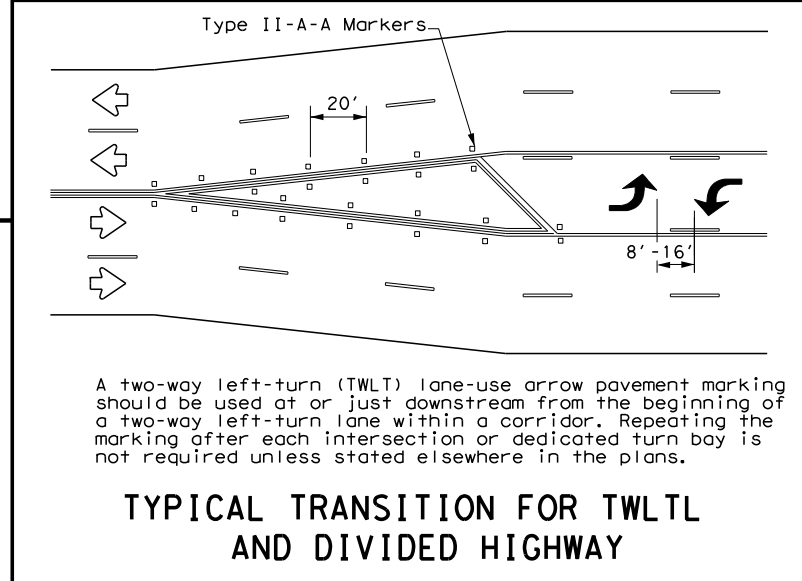 Type II-A-A Markers
20'
8'-16'
A two-way left-turn (TWLT) lane-use arrow pavement marking
should be used at or just downstream from the beginning of
a two-way left-turn lane within a corridor. Repeating the
marking after each intersection or dedicated turn bay is
not required unless stated elsewhere in the plans.
TYPICAL TRANSITION FOR TWLTL
AND DIVIDED HIGHWAY